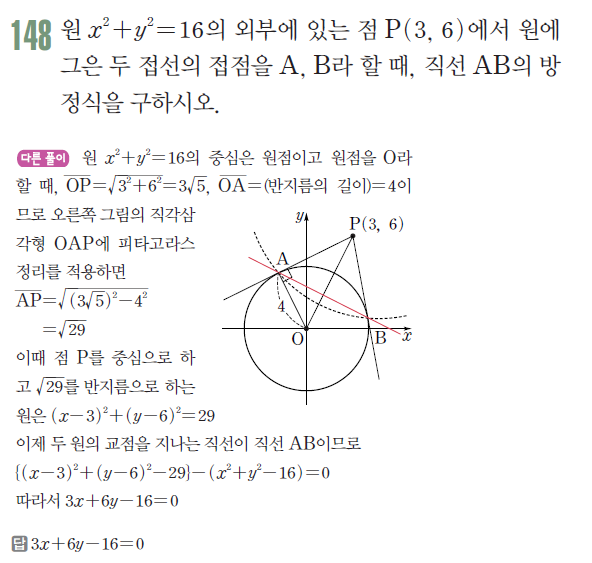 148 원 x²+y²=16의 외부에 있는 점 P(3, 6)에서 원에
그은 두 접선의 접점을 A, B라 할 때, 직선 AB의 방
정식을 구하시오.
다른 풀이 원 x²+y²=16의 중심은 원점이고 원점을 O라
할 때, \overline{OP}=√(3²+6²)=3√5, \overline{OA}=(반지름의 길이)=4이
므로 오른쪽 그림의 직각삼
각형 OAP에 피타고라스
정리를 적용하면
\overline{AP}=√((3√5)²−4²)
=√29
이때 점 P를 중심으로 하
고 √29를 반지름으로 하는
원은 (x−3)²+(y−6)²=29
y
P(3, 6)
A
4
O
B
x
이제 두 원의 교점을 지나는 직선이 직선 AB이므로
{(x−3)²+(y−6)²−29}−(x²+y²−16)=0
따라서 3x+6y−16=0
답 3x+6y−16=0